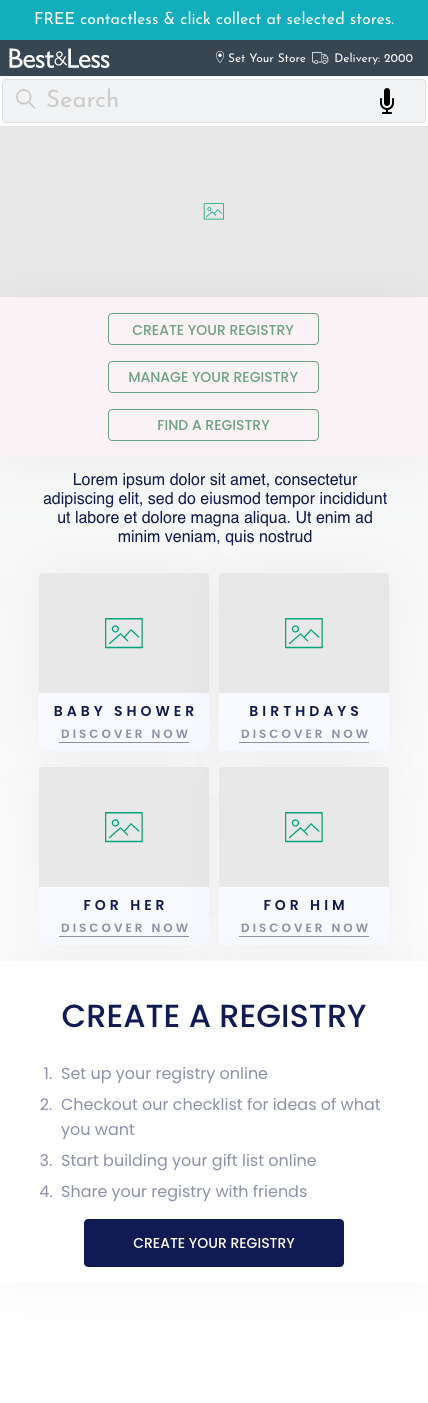 FREE contactless & click collect at selected stores.
Best&Less
Set Your Store
Delivery: 2000
Search
CREATE YOUR REGISTRY
MANAGE YOUR REGISTRY
FIND A REGISTRY
Lorem ipsum dolor sit amet, consectetur
adipiscing elit, sed do eiusmod tempor incididunt
ut labore et dolore magna aliqua. Ut enim ad
minim veniam, quis nostrud
BABY SHOWER
DISCOVER NOW
BIRTHDAYS
DISCOVER NOW
FOR HER
DISCOVER NOW
FOR HIM
DISCOVER NOW
CREATE A REGISTRY
1. Set up your registry online
2. Checkout our checklist for ideas of what
you want
3. Start building your gift list online
4. Share your registry with friends
CREATE YOUR REGISTRY